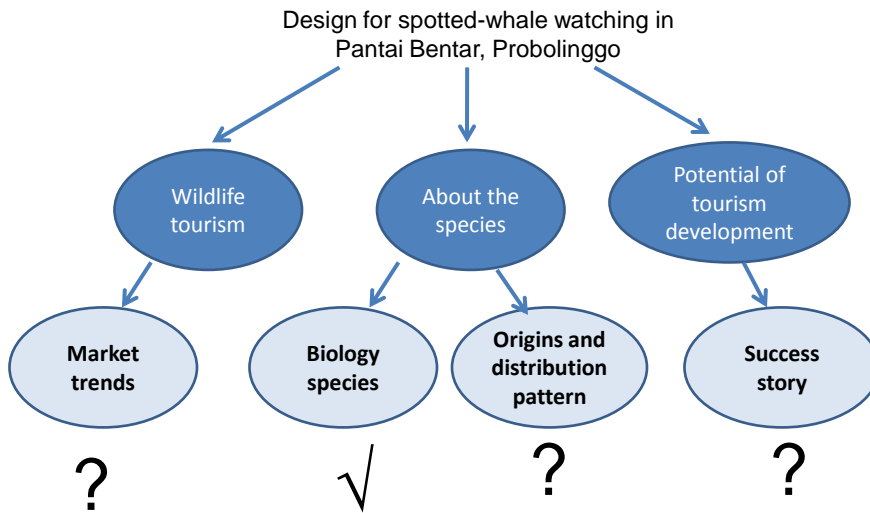 Design for spotted-whale watching in
Pantai Bentar, Probolinggo
Wildlife
tourism
About the
species
Potential of
tourism
development
Market
trends
Biology
species
Origins and
distribution
pattern
Success
story
?
√
?
?